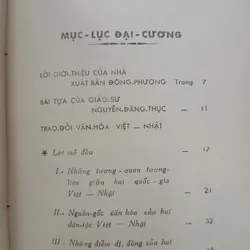 MỤC-LỤC ĐẠI-CƯƠNG
LỜI GIỚI-THIỆU CỦA NHÀ
XUẤT BẢN ĐÔNG-PHƯƠNG Trang 7
BÀI TỰA CỦA GIÁO-SƯ
NGUYỄN-ĐĂNG-THỤC — 11
TRAO-ĐỔI VĂN-HÓA VIỆT — NHẬT
★ Lời mở đầu — 17
I.- Những tương-quan tương-
liên giữa hai quốc-gia
Việt — Nhật — 21
II.- Nguồn-gốc văn hóa của hai
dân-tộc Việt — Nhật — 32
III - Những điểm dị, đồng của hai